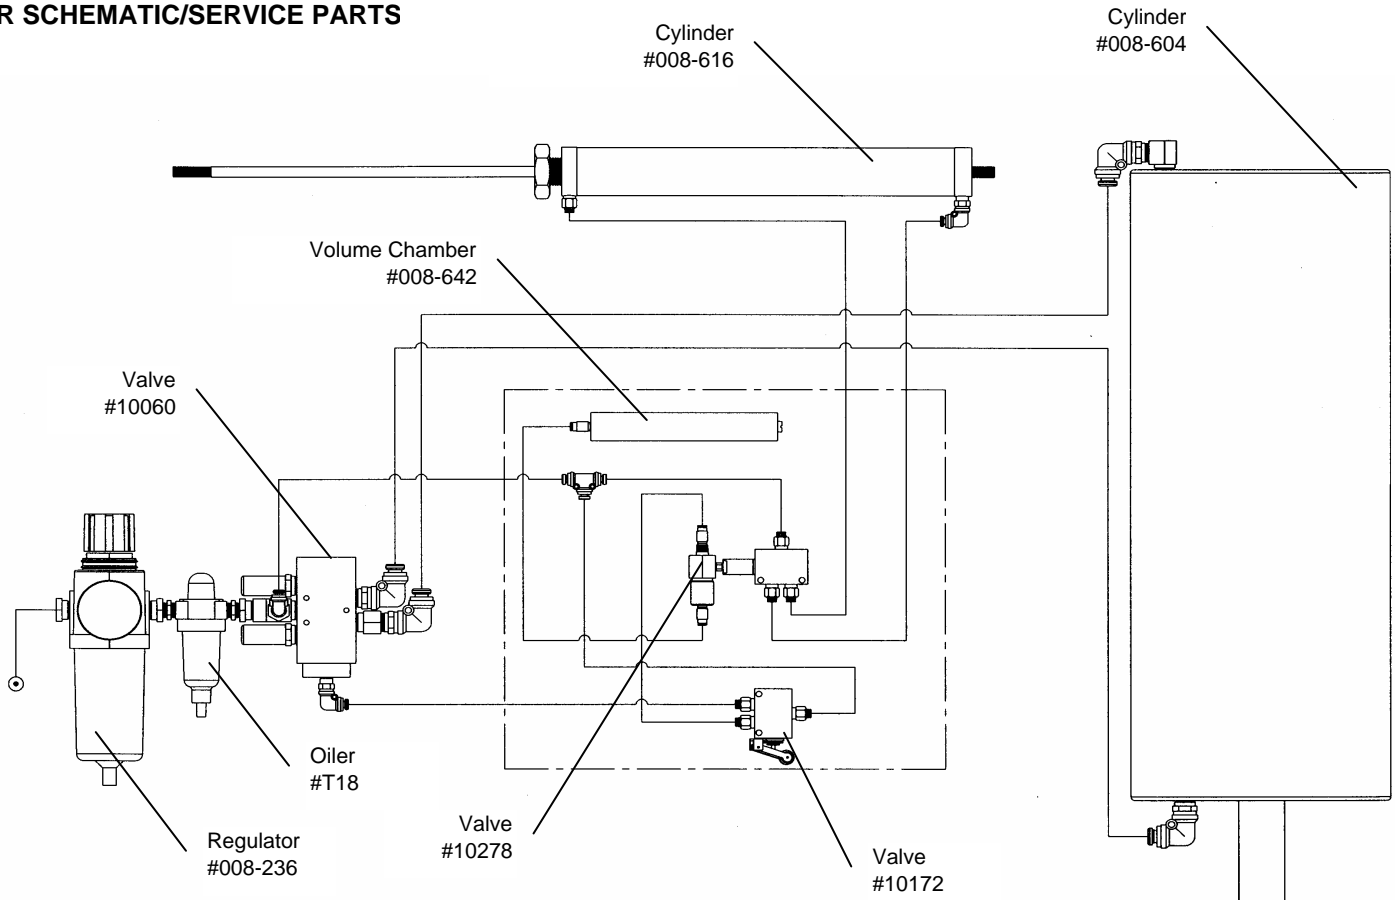 R SCHEMATIC/SERVICE PARTS
Cylinder
#008-616
Cylinder
#008-604
Volume Chamber
#008-642
Valve
#10060
Oiler
#T18
Regulator
#008-236
Valve
#10278
Valve
#10172